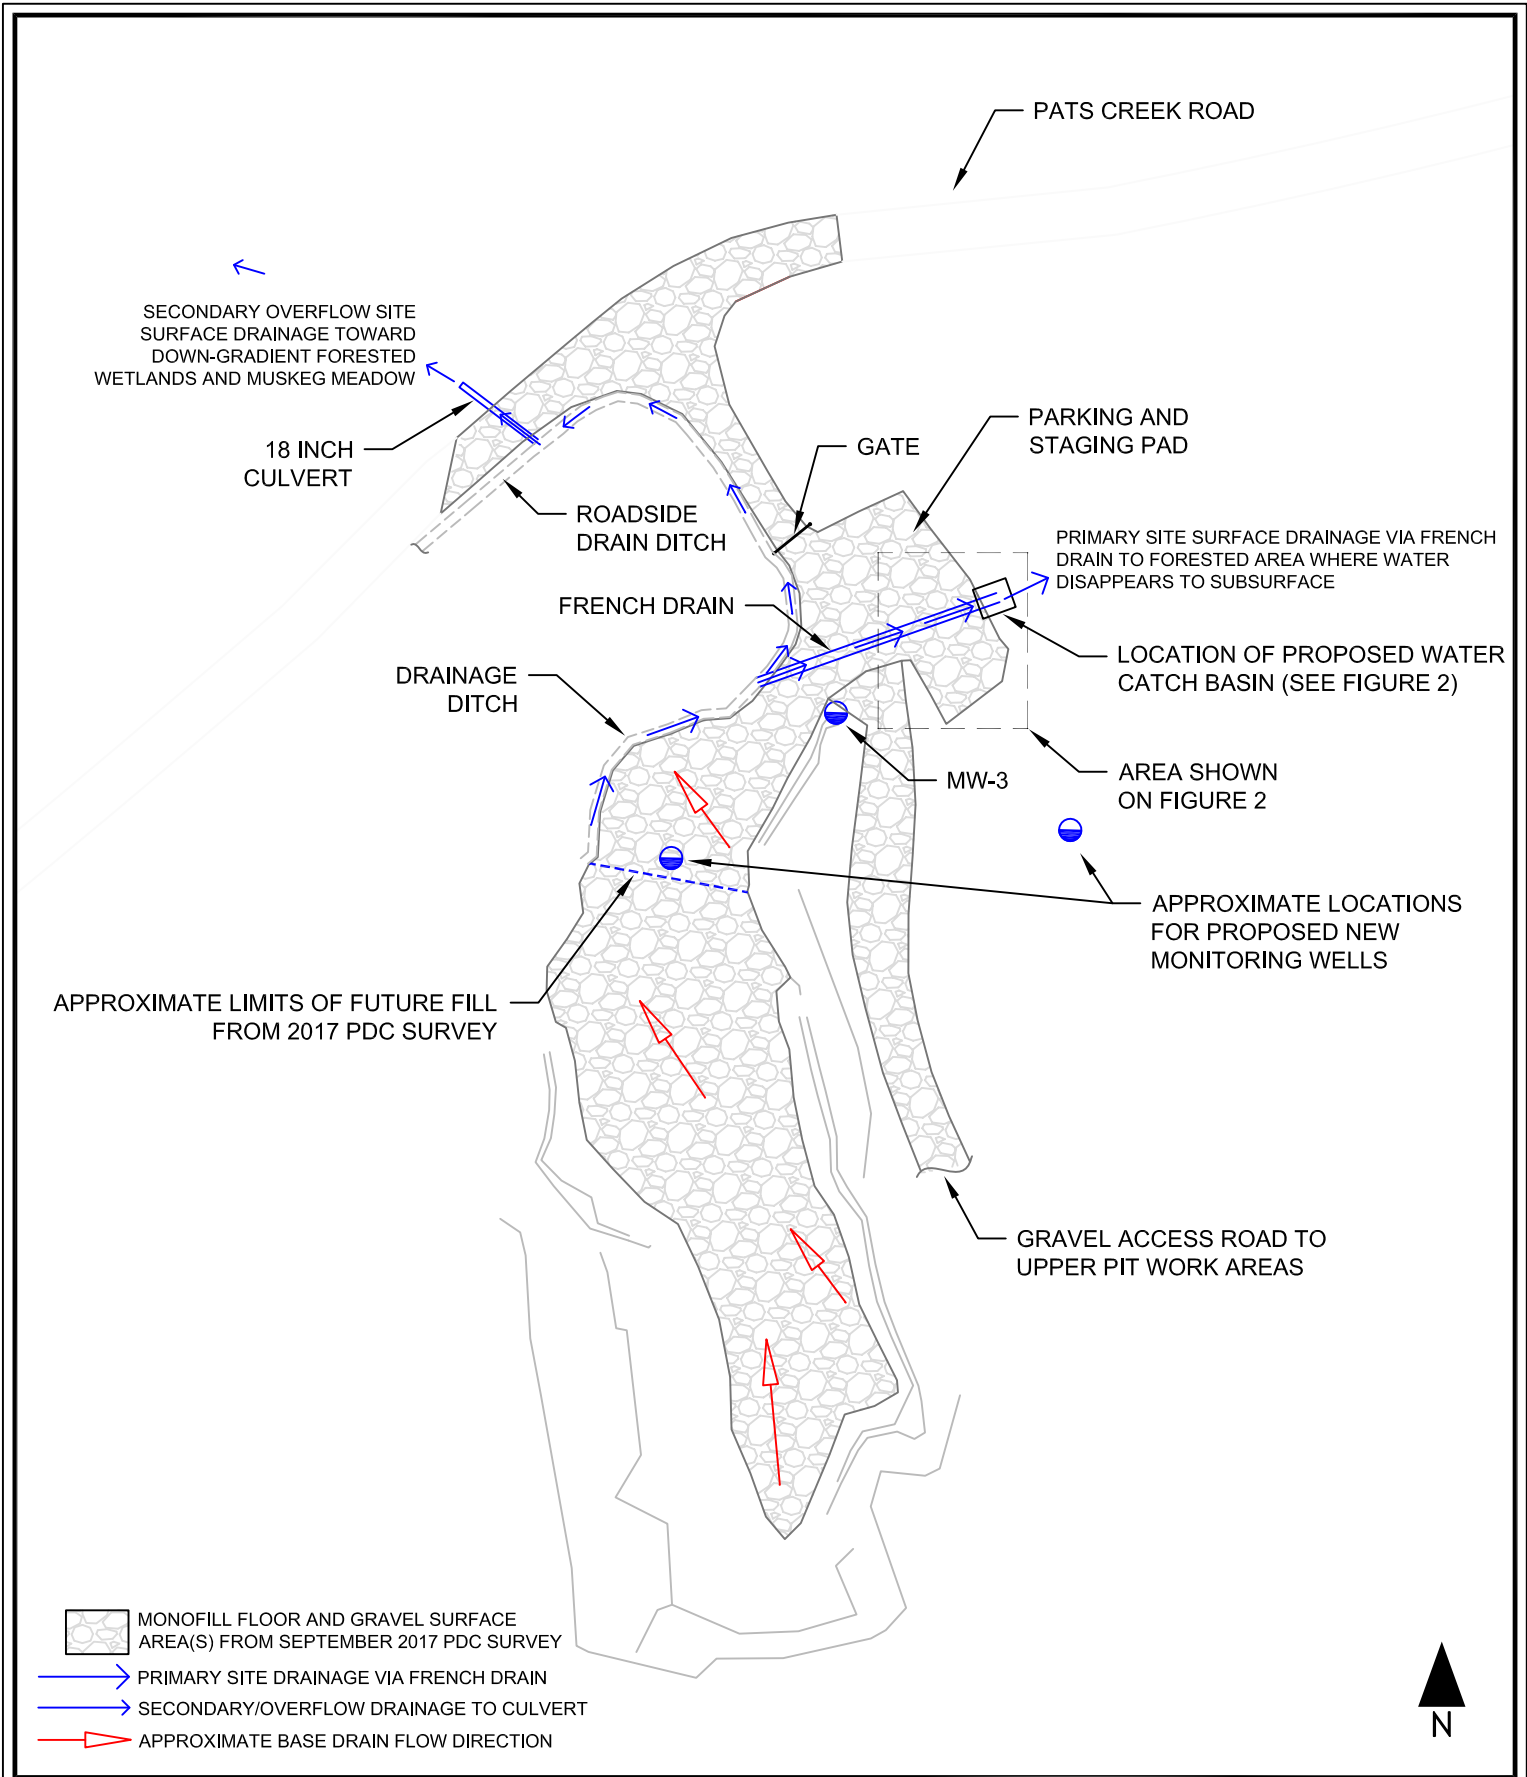 PATS CREEK ROAD
SECONDARY OVERFLOW SITE
SURFACE DRAINAGE TOWARD
DOWN-GRADIENT FORESTED
WETLANDS AND MUSKEG MEADOW
18 INCH
CULVERT
ROADSIDE
DRAIN DITCH
GATE
PARKING AND
STAGING PAD
PRIMARY SITE SURFACE DRAINAGE VIA FRENCH
DRAIN TO FORESTED AREA WHERE WATER
DISAPPEARS TO SUBSURFACE
FRENCH DRAIN
LOCATION OF PROPOSED WATER
CATCH BASIN (SEE FIGURE 2)
DRAINAGE
DITCH
MW-3
AREA SHOWN
ON FIGURE 2
APPROXIMATE LOCATIONS
FOR PROPOSED NEW
MONITORING WELLS
APPROXIMATE LIMITS OF FUTURE FILL
FROM 2017 PDC SURVEY
GRAVEL ACCESS ROAD TO
UPPER PIT WORK AREAS
MONOFILL FLOOR AND GRAVEL SURFACE
AREA(S) FROM SEPTEMBER 2017 PDC SURVEY
PRIMARY SITE DRAINAGE VIA FRENCH DRAIN
SECONDARY/OVERFLOW DRAINAGE TO CULVERT
APPROXIMATE BASE DRAIN FLOW DIRECTION
N